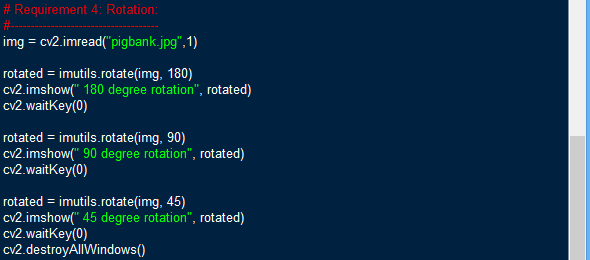 # Requirement 4: Rotation:
#------------------------------------
img = cv2.imread("pigbank.jpg",1)
rotated = imutils.rotate(img, 180)
cv2.imshow(" 180 degree rotation", rotated)
cv2.waitKey(0)
rotated = imutils.rotate(img, 90)
cv2.imshow(" 90 degree rotation", rotated)
cv2.waitKey(0)
rotated = imutils.rotate(img, 45)
cv2.imshow(" 45 degree rotation", rotated)
cv2.waitKey(0)
cv2.destroyAllWindows()